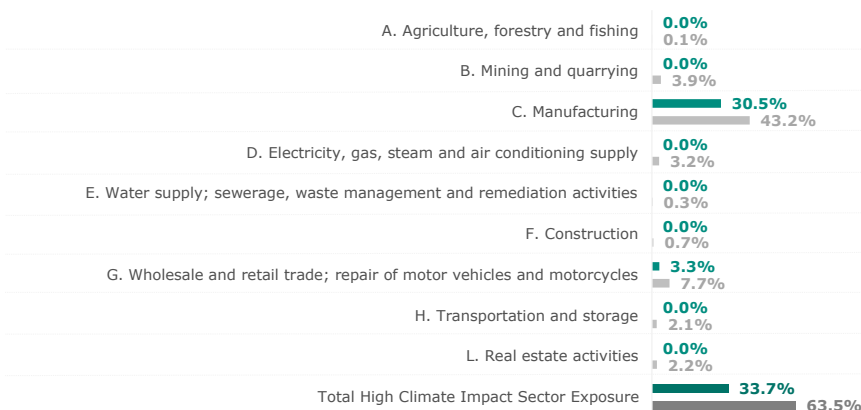 A. Agriculture, forestry and fishing
0.0%
0.1%
B. Mining and quarrying
0.0%
3.9%
C. Manufacturing
30.5%
43.2%
D. Electricity, gas, steam and air conditioning supply
0.0%
3.2%
E. Water supply; sewerage, waste management and remediation activities
0.0%
0.3%
F. Construction
0.0%
0.7%
G. Wholesale and retail trade; repair of motor vehicles and motorcycles
3.3%
7.7%
H. Transportation and storage
0.0%
2.1%
L. Real estate activities
0.0%
2.2%
Total High Climate Impact Sector Exposure
33.7%
63.5%